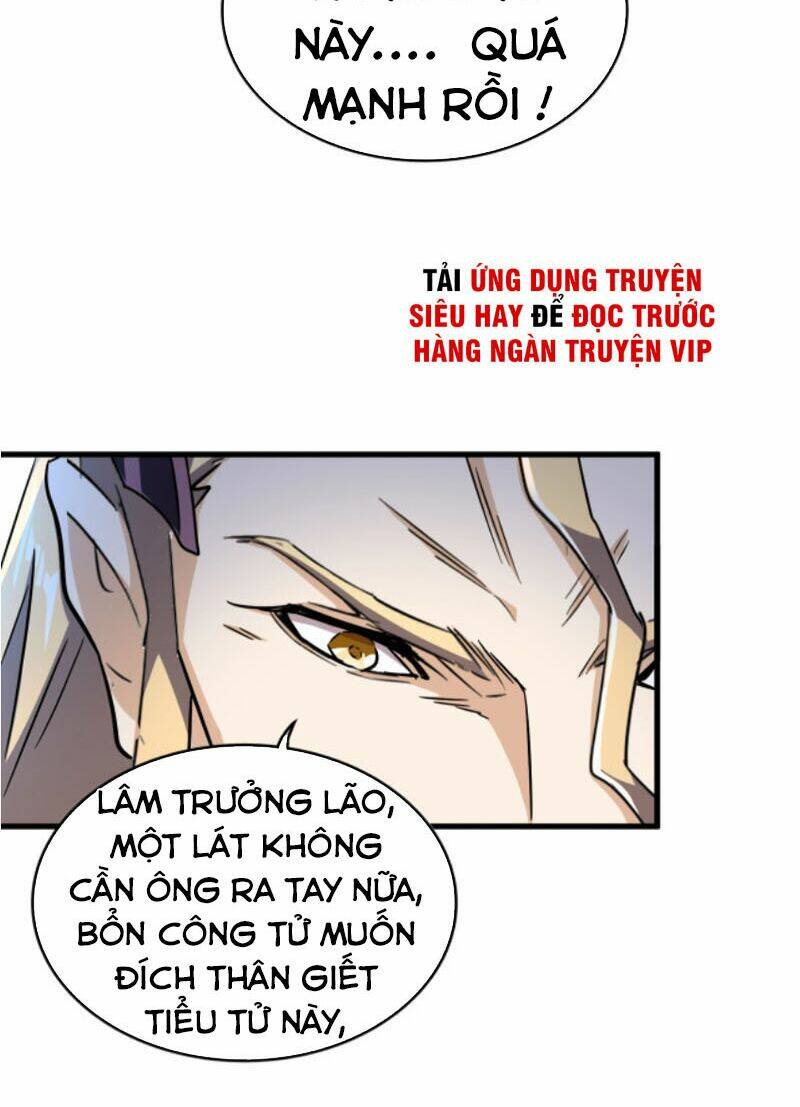 NÀY.... QUÁ
MẠNH RỒI !
TẢI ỨNG DỤNG TRUYỆN
SIÊU HAY ĐỂ ĐỌC TRƯỚC
HÀNG NGÀN TRUYỆN VIP
LÂM TRƯỞNG LÃO,
MỘT LÁT KHÔNG
CẦN ÔNG RA TAY NỮA,
BỔN CÔNG TỬ MUỐN
ĐÍCH THÂN GIẾT
TIỂU TỬ NÀY,